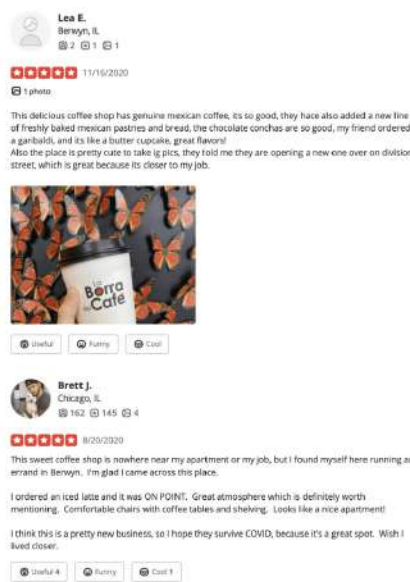 Lea E.
Berwyn, IL
2 1 1
11/16/2020
1 photo
This delicious coffee shop has genuine mexican coffee, its so good, they hace also added a new line
of freshly baked mexican pastries and bread, the chocolate conchas are so good, my friend ordered
a garibaldi, and its like a butter cupcake, great flavors!
Also the place is pretty cute to take ig pics, they told me they are opening a new one over on division
street, which is great because its closer to my job.
Borra
Café
Useful Funny Cool
Brett J.
Chicago, IL
162 145 4
8/20/2020
This sweet coffee shop is nowhere near my apartment or my job, but I found myself here running an
errand in Berwyn. I'm glad I came across this place.
I ordered an iced latte and it was ON POINT. Great atmosphere which is definitely worth
mentioning. Comfortable chairs with coffee tables and shelving. Looks like a nice apartment!
I think this is a pretty new business, so I hope they survive COVID, because it's a great spot. Wish I
lived closer.
Useful 4 Funny Cool 1